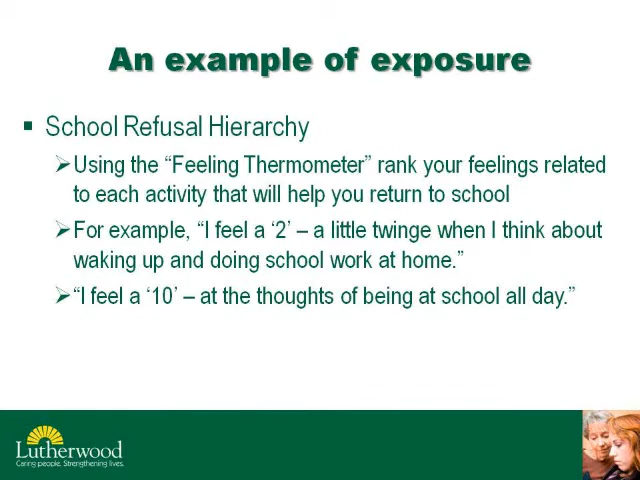 An example of exposure
▪ School Refusal Hierarchy
➢Using the “Feeling Thermometer” rank your feelings related
to each activity that will help you return to school
➢For example, “I feel a ‘2’ – a little twinge when I think about
waking up and doing school work at home.”
➢“I feel a ‘10’ – at the thoughts of being at school all day.”
Lutherwood
Caring people. Strengthening lives.